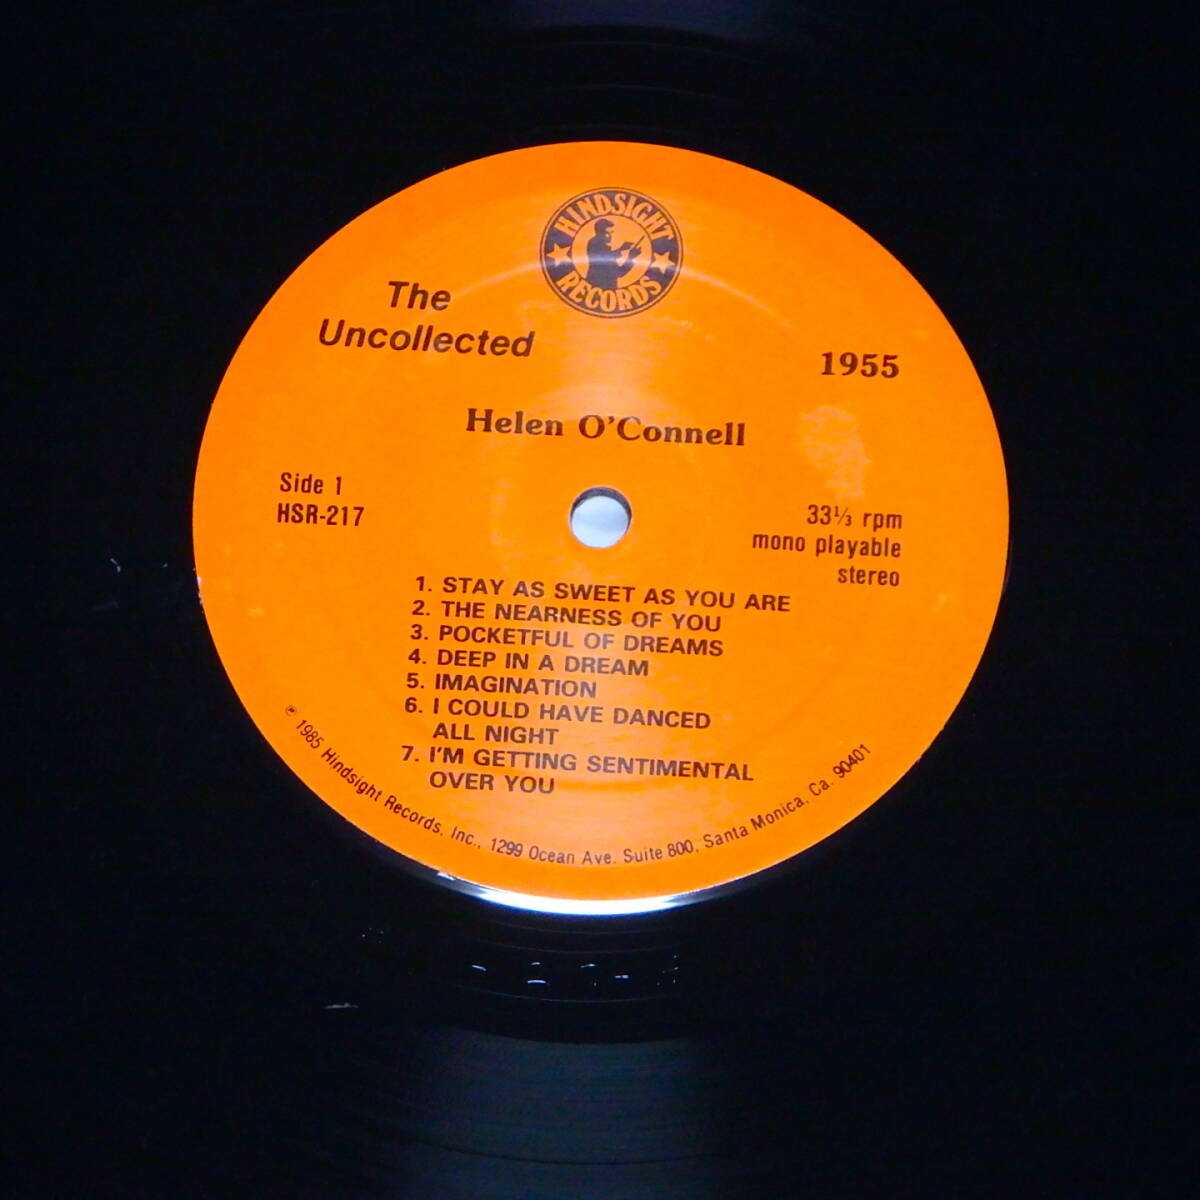 HINDSIGHT
RECORDS
The
Uncollected
1955
Helen O'Connell
Side 1
HSR-217
33⅓ rpm
mono playable
stereo
1. STAY AS SWEET AS YOU ARE
2. THE NEARNESS OF YOU
3. POCKETFUL OF DREAMS
4. DEEP IN A DREAM
5. IMAGINATION
6. I COULD HAVE DANCED
ALL NIGHT
7. I'M GETTING SENTIMENTAL
OVER YOU
℗ 1985 Hindsight Records, Inc., 1299 Ocean Ave. Suite 800, Santa Monica, Ca. 90401